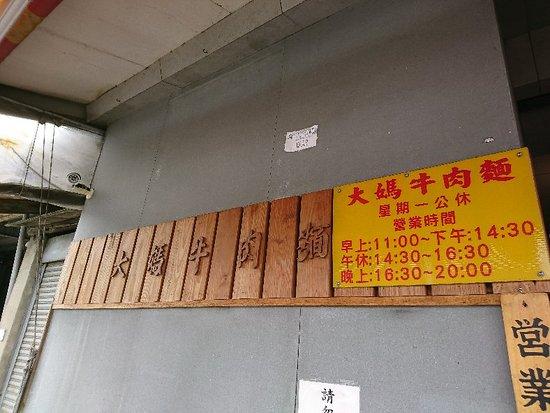 大媽牛肉麵
大媽牛肉麵
星期一公休
營業時間
早上:11:00~下午:14:30
午休:14:30~16:30
晚上:16:30~20:00
営業
請勿